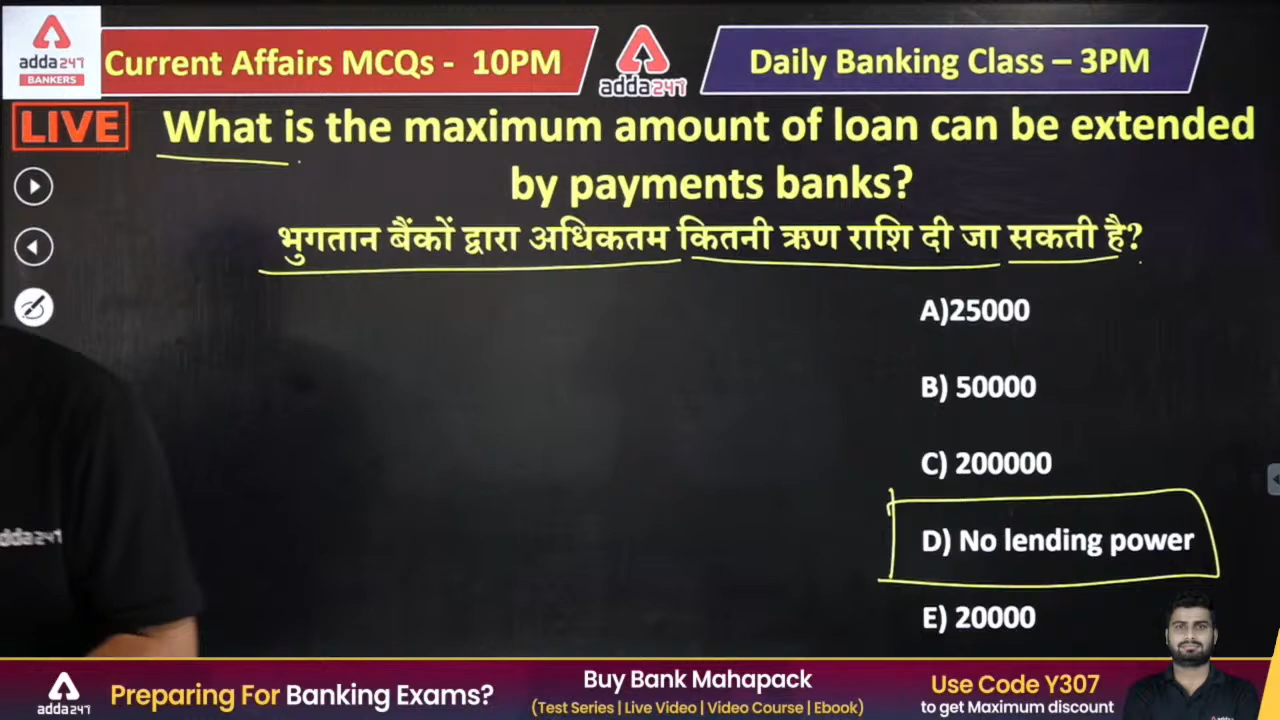 adda247
BANKERS
Current Affairs MCQs - 10PM
adda247
Daily Banking Class – 3PM
LIVE
What is the maximum amount of loan can be extended
by payments banks?
भुगतान बैंकों द्वारा अधिकतम कितनी ऋण राशि दी जा सकती है?
A)25000
B) 50000
C) 200000
D) No lending power
E) 20000
adda247
adda247
Preparing For Banking Exams?
Buy Bank Mahapack
(Test Series | Live Video | Video Course | Ebook)
Use Code Y307
to get Maximum discount